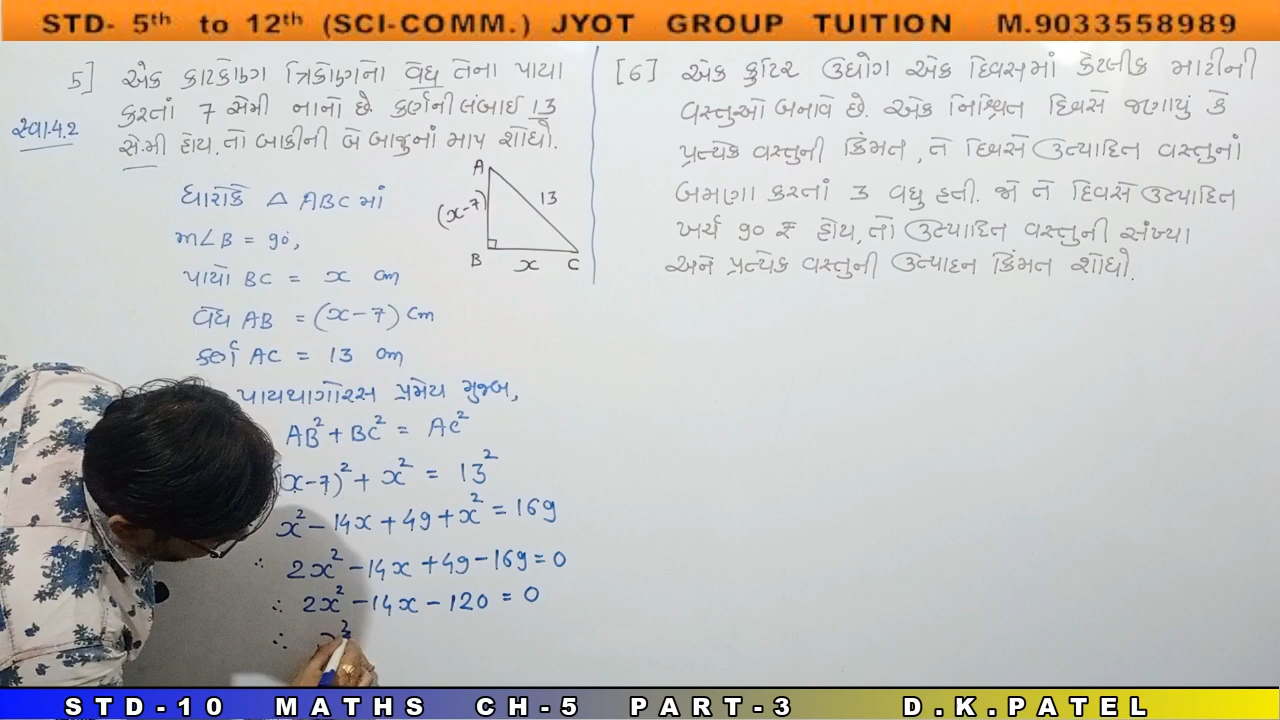 STD- 5th to 12th (SCI-COMM.) JYOT GROUP TUITION M.9033558989
સ્વા.4.2
5] એક કાટકોણ ત્રિકોણનો વેધ તેના પાયા
કરતાં 7 સેમી નાનો છે કર્ણની લંબાઈ 13
સે.મી હોય, તો બાકીની બે બાજુનાં માપ શોધો.
A
(x-7)
13
B
x
C
ધારોકે △ ABC માં
m∠B = 90°,
પાયો BC = x cm
વેધ AB = (x-7) cm
કર્ણ AC = 13 cm
પાયથાગોરસ પ્રમેય મુજબ,
AB² + BC² = AC²
(x-7)² + x² = 13²
x² - 14x + 49 + x² = 169
∴ 2x² - 14x + 49 - 169 = 0
∴ 2x² - 14x - 120 = 0
∴
[6] એક કુટિર ઉદ્યોગ એક દિવસમાં કેટલીક માટીની
વસ્તુઓ બનાવે છે. એક નિશ્ચિત દિવસે જણાયું કે
પ્રત્યેક વસ્તુની કિંમત, તે દિવસે ઉત્પાદિત વસ્તુનાં
બમણા કરતાં 3 વધુ હતી. જો તે દિવસે ઉત્પાદિત
ખર્ચ 90 ₹ હોય, તો ઉત્પાદિત વસ્તુની સંખ્યા
અને પ્રત્યેક વસ્તુની ઉત્પાદન કિંમત શોધો.
STD-10 MATHS CH-5 PART-3 D.K.PATEL